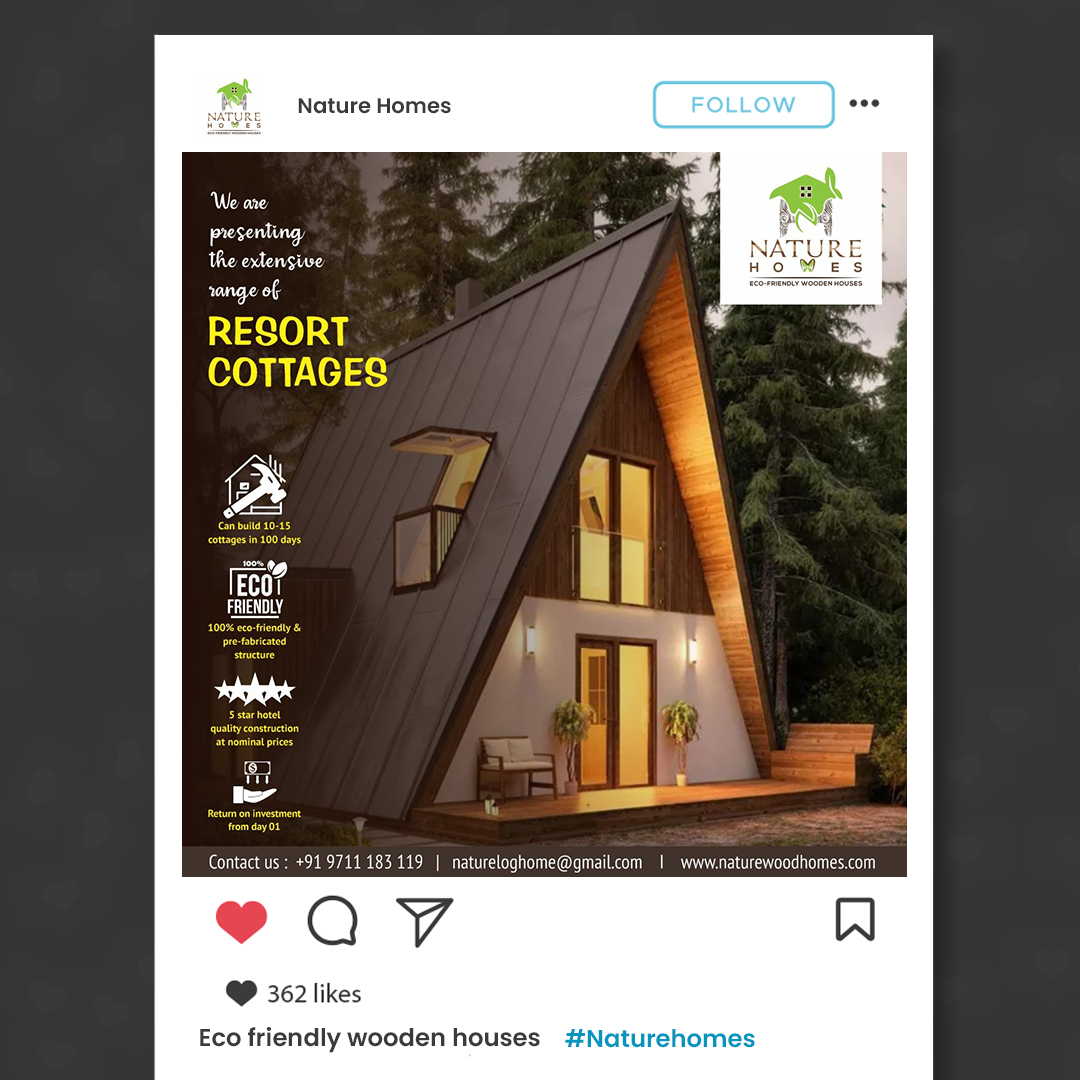 NATURE
HOMES
ECO-FRIENDLY WOODEN HOUSES
Nature Homes
FOLLOW
We are
presenting
the extensive
range of
RESORT
COTTAGES
NATURE
HOMES
ECO-FRIENDLY WOODEN HOUSES
Can build 10-15
cottages in 100 days
100%
ECO
FRIENDLY
100% eco-friendly &
pre-fabricated
structure
5 star hotel
quality construction
at nominal prices
$
Return on investment
from day 01
Contact us : +91 9711 183 119 | natureloghome@gmail.com | www.naturewoodhomes.com
362 likes
Eco friendly wooden houses #Naturehomes